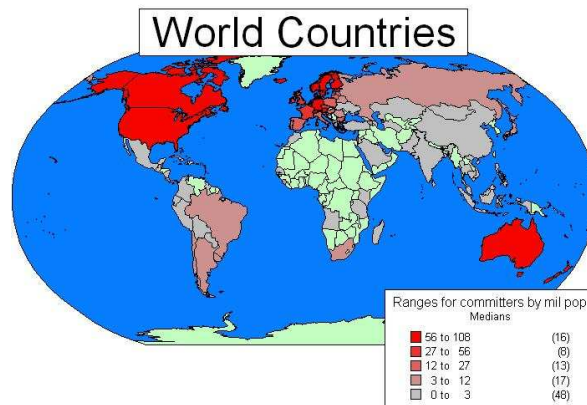 World Countries
Ranges for committers by mil pop
Medians
56 to 108 (16)
27 to 56 (8)
12 to 27 (13)
3 to 12 (17)
0 to 3 (48)